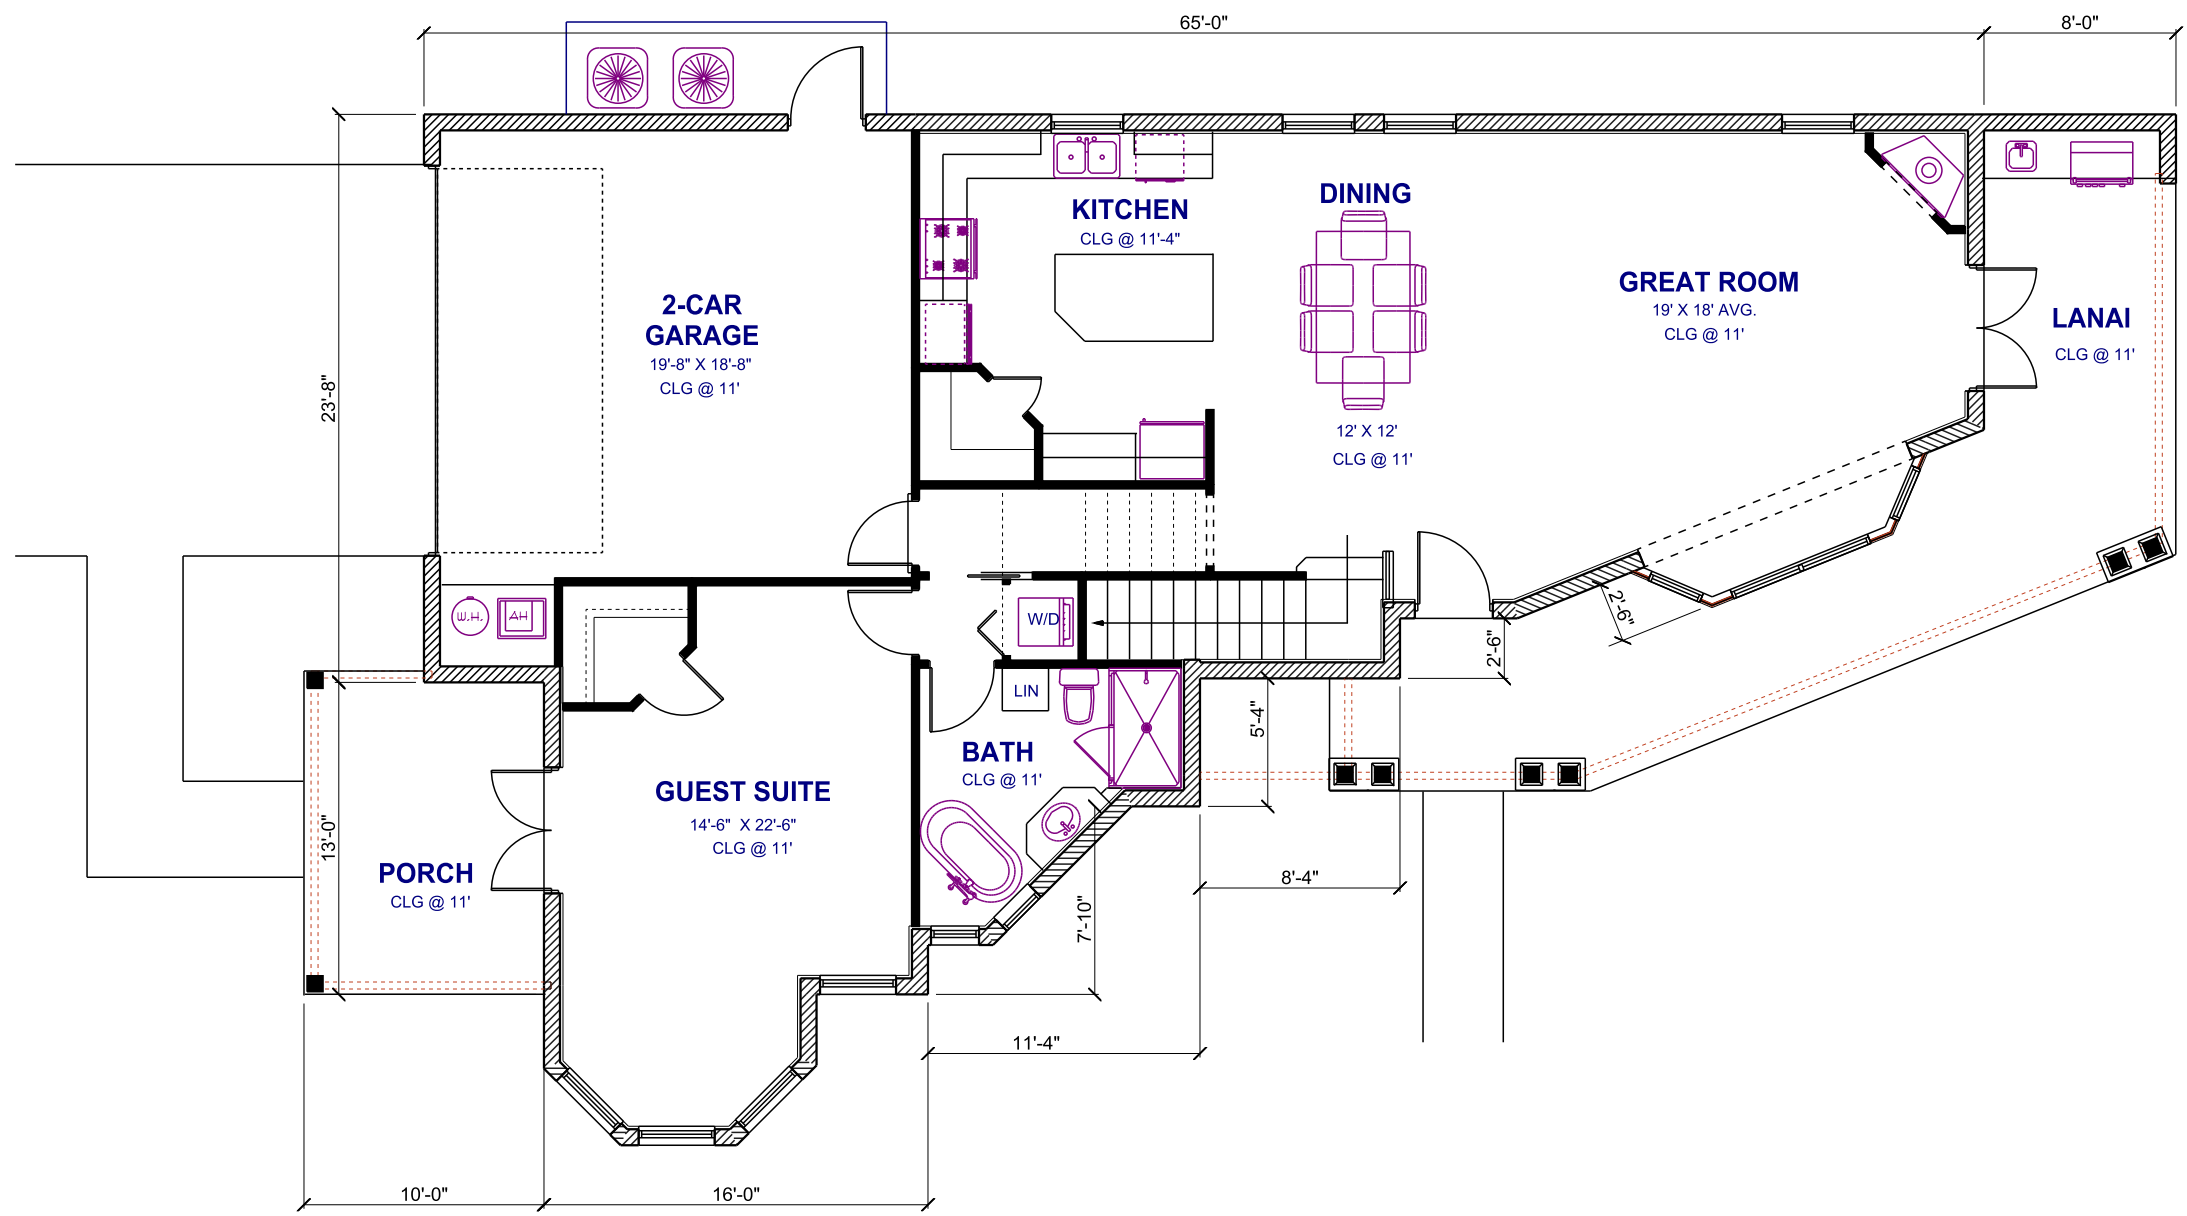 65'-0"
8'-0"
23'-8"
2-CAR
GARAGE
19'-8" X 18'-8"
CLG @ 11'
KITCHEN
CLG @ 11'-4"
DINING
12' X 12'
CLG @ 11'
GREAT ROOM
19' X 18' AVG.
CLG @ 11'
LANAI
CLG @ 11'
W.H.
AH
W/D
LIN
2'-6"
2'-6"
5'-4"
BATH
CLG @ 11'
GUEST SUITE
14'-6" X 22'-6"
CLG @ 11'
13'-0"
PORCH
CLG @ 11'
8'-4"
7'-10"
11'-4"
10'-0"
16'-0"